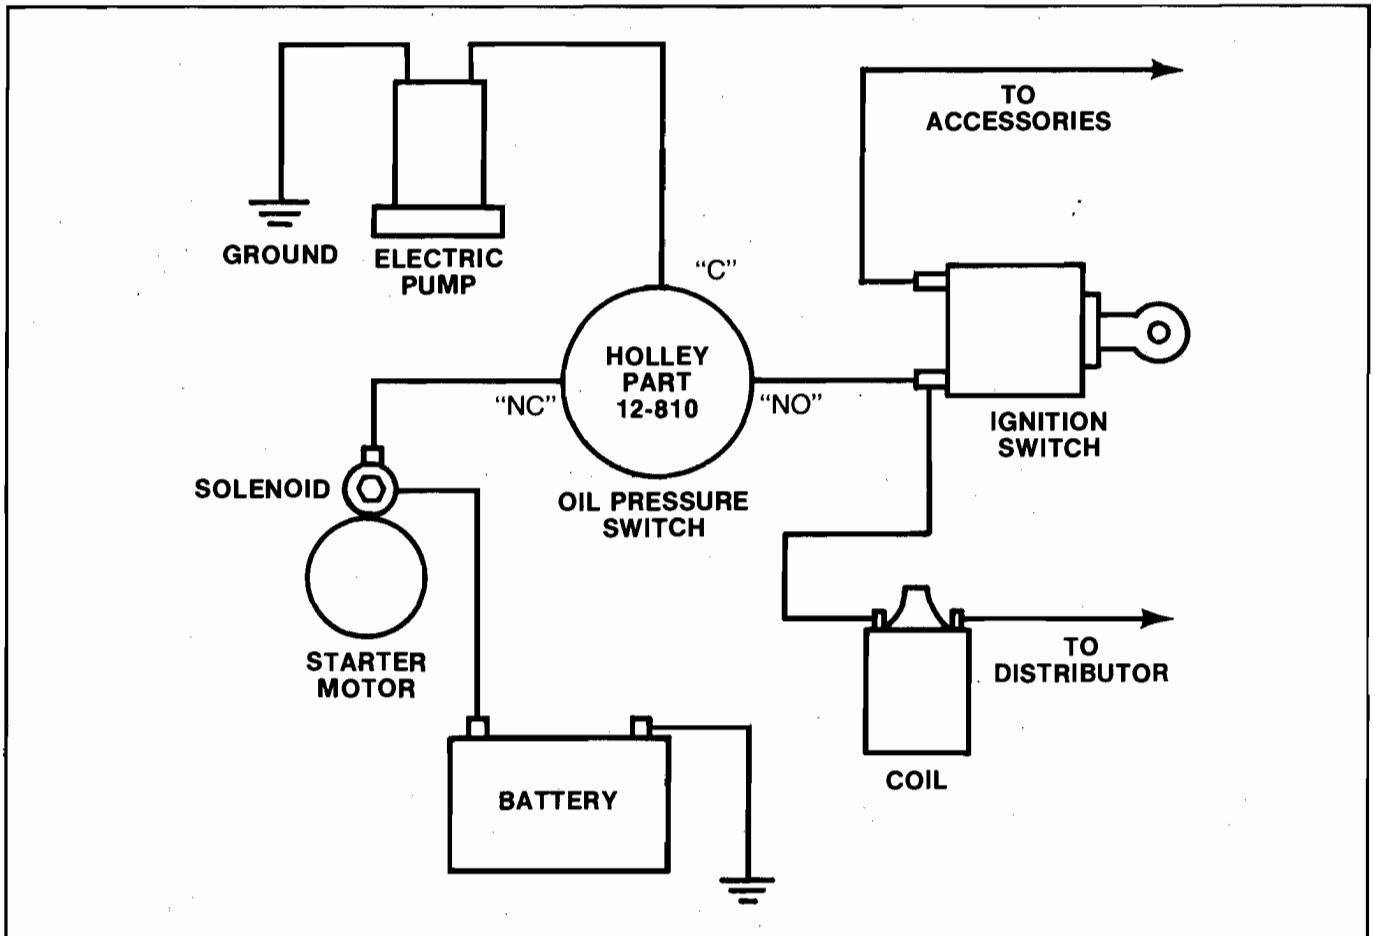 TO
ACCESSORIES
GROUND
ELECTRIC
PUMP
“C”
HOLLEY
PART
12-810
“NC”
“NO”
IGNITION
SWITCH
SOLENOID
OIL PRESSURE
SWITCH
STARTER
MOTOR
TO
DISTRIBUTOR
COIL
BATTERY